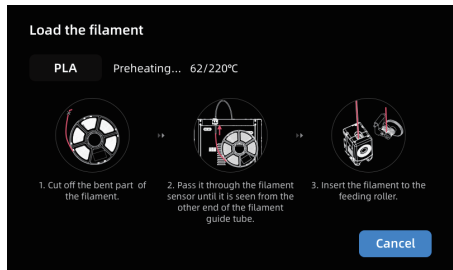 Load the filament
PLA
Preheating... 62/220℃
1. Cut off the bent part of
the filament.
2. Pass it through the filament
sensor until it is seen from the
other end of the filament
guide tube.
3. Insert the filament to the
feeding roller.
Cancel